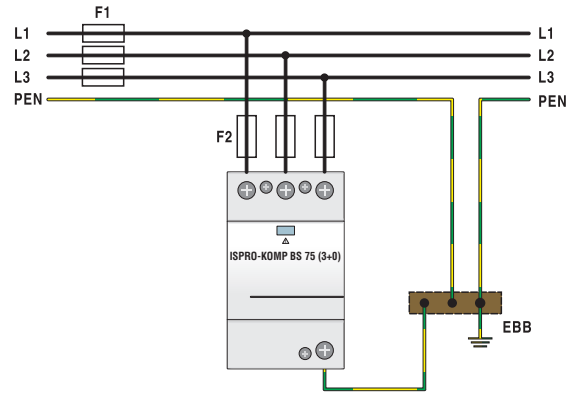 F1
L1 L1
L2 L2
L3 L3
PEN PEN
F2
ISPRO-KOMP BS 75 (3+0)
EBB